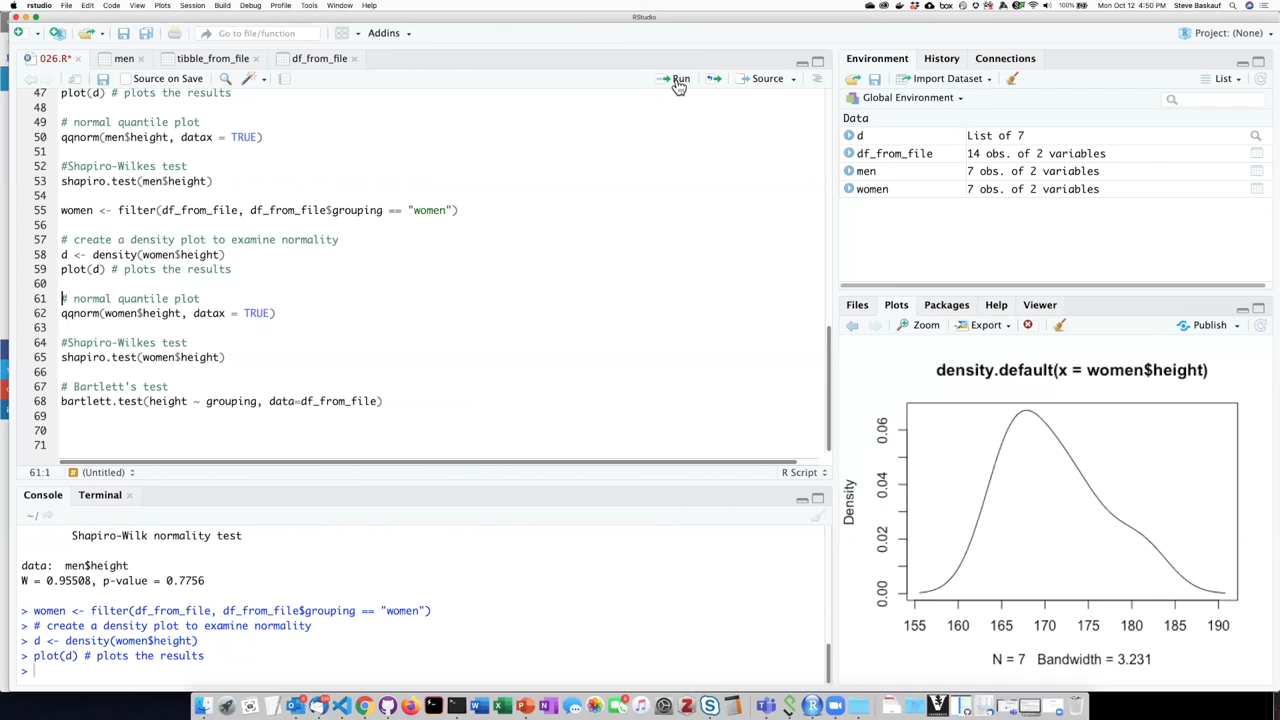 rstudio File Edit Code View Plots Session Build Debug Profile Tools Window Help box 100% Mon Oct 12 4:50 PM Steve Baskauf
RStudio
Go to file/function Addins Project: (None)
026.R* men tibble_from_file df_from_file
Source on Save Run Source
47 plot(d) # plots the results
48
49 # normal quantile plot
50 qqnorm(men$height, datax = TRUE)
51
52 #Shapiro-Wilkes test
53 shapiro.test(men$height)
54
55 women <- filter(df_from_file, df_from_file$grouping == "women")
56
57 # create a density plot to examine normality
58 d <- density(women$height)
59 plot(d) # plots the results
60
61 # normal quantile plot
62 qqnorm(women$height, datax = TRUE)
63
64 #Shapiro-Wilkes test
65 shapiro.test(women$height)
66
67 # Bartlett's test
68 bartlett.test(height ~ grouping, data=df_from_file)
69
70
71
61:1 (Untitled) R Script
Console Terminal
~/
Shapiro-Wilk normality test
data: men$height
W = 0.95508, p-value = 0.7756
> women <- filter(df_from_file, df_from_file$grouping == "women")
> # create a density plot to examine normality
> d <- density(women$height)
> plot(d) # plots the results
>
Environment History Connections
Import Dataset List
Global Environment
Data
d List of 7
df_from_file 14 obs. of 2 variables
men 7 obs. of 2 variables
women 7 obs. of 2 variables
Files Plots Packages Help Viewer
Zoom Export Publish
density.default(x = women$height)
Density
0.06
0.04
0.02
0.00
155 160 165 170 175 180 185 190
N = 7 Bandwidth = 3.231